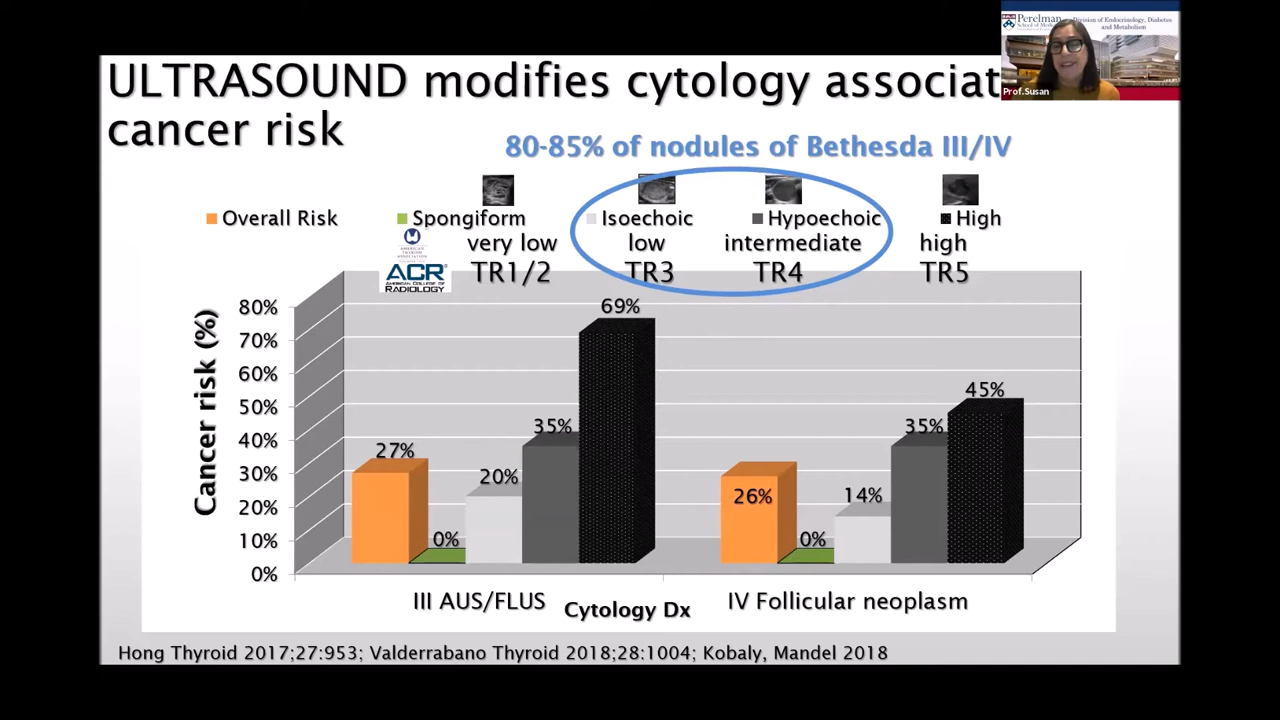 Perelman
School of Medicine
Division of Endocrinology, Diabetes
and Metabolism
Prof.Susan
ULTRASOUND modifies cytology associat
cancer risk
80-85% of nodules of Bethesda III/IV
Overall Risk
Spongiform
Isoechoic
Hypoechoic
High
very low
low
intermediate
high
AMERICAN
THYROID
ASSOCIATION
ACR
AMERICAN COLLEGE OF
RADIOLOGY
TR1/2
TR3
TR4
TR5
Cancer risk (%)
80%
70%
60%
50%
40%
30%
20%
10%
0%
27%
0%
20%
35%
69%
26%
0%
14%
35%
45%
III AUS/FLUS
Cytology Dx
IV Follicular neoplasm
Hong Thyroid 2017;27:953; Valderrabano Thyroid 2018;28:1004; Kobaly, Mandel 2018